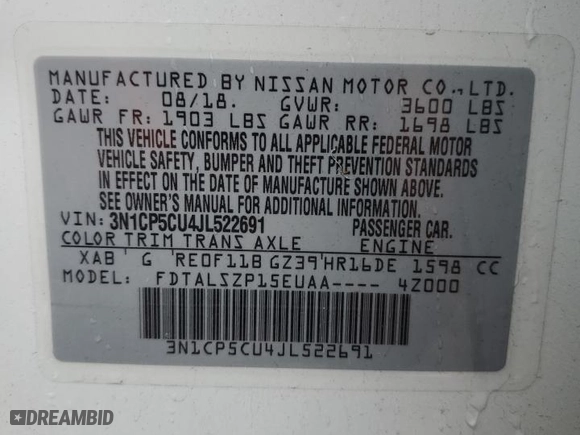 MANUFACTURED BY NISSAN MOTOR CO., LTD.
DATE: 08/18. GVWR: 3600 LBS
GAWR FR: 1903 LBS GAWR RR: 1698 LBS
THIS VEHICLE CONFORMS TO ALL APPLICABLE FEDERAL MOTOR
VEHICLE SAFETY, BUMPER AND THEFT PREVENTION STANDARDS
IN EFFECT ON THE DATE OF MANUFACTURE SHOWN ABOVE.
SEE OWNER'S MANUAL FOR ADDITIONAL INFORMATION.
VIN: 3N1CP5CU4JL522691 PASSENGER CAR.
COLOR TRIM TRANS AXLE ENGINE
XAB G RE0F11B GZ39 HR16DE 1598 CC
MODEL: FDTALSZP15EUAA---- 4Z000
3N1CP5CU4JL522691
DREAMBID